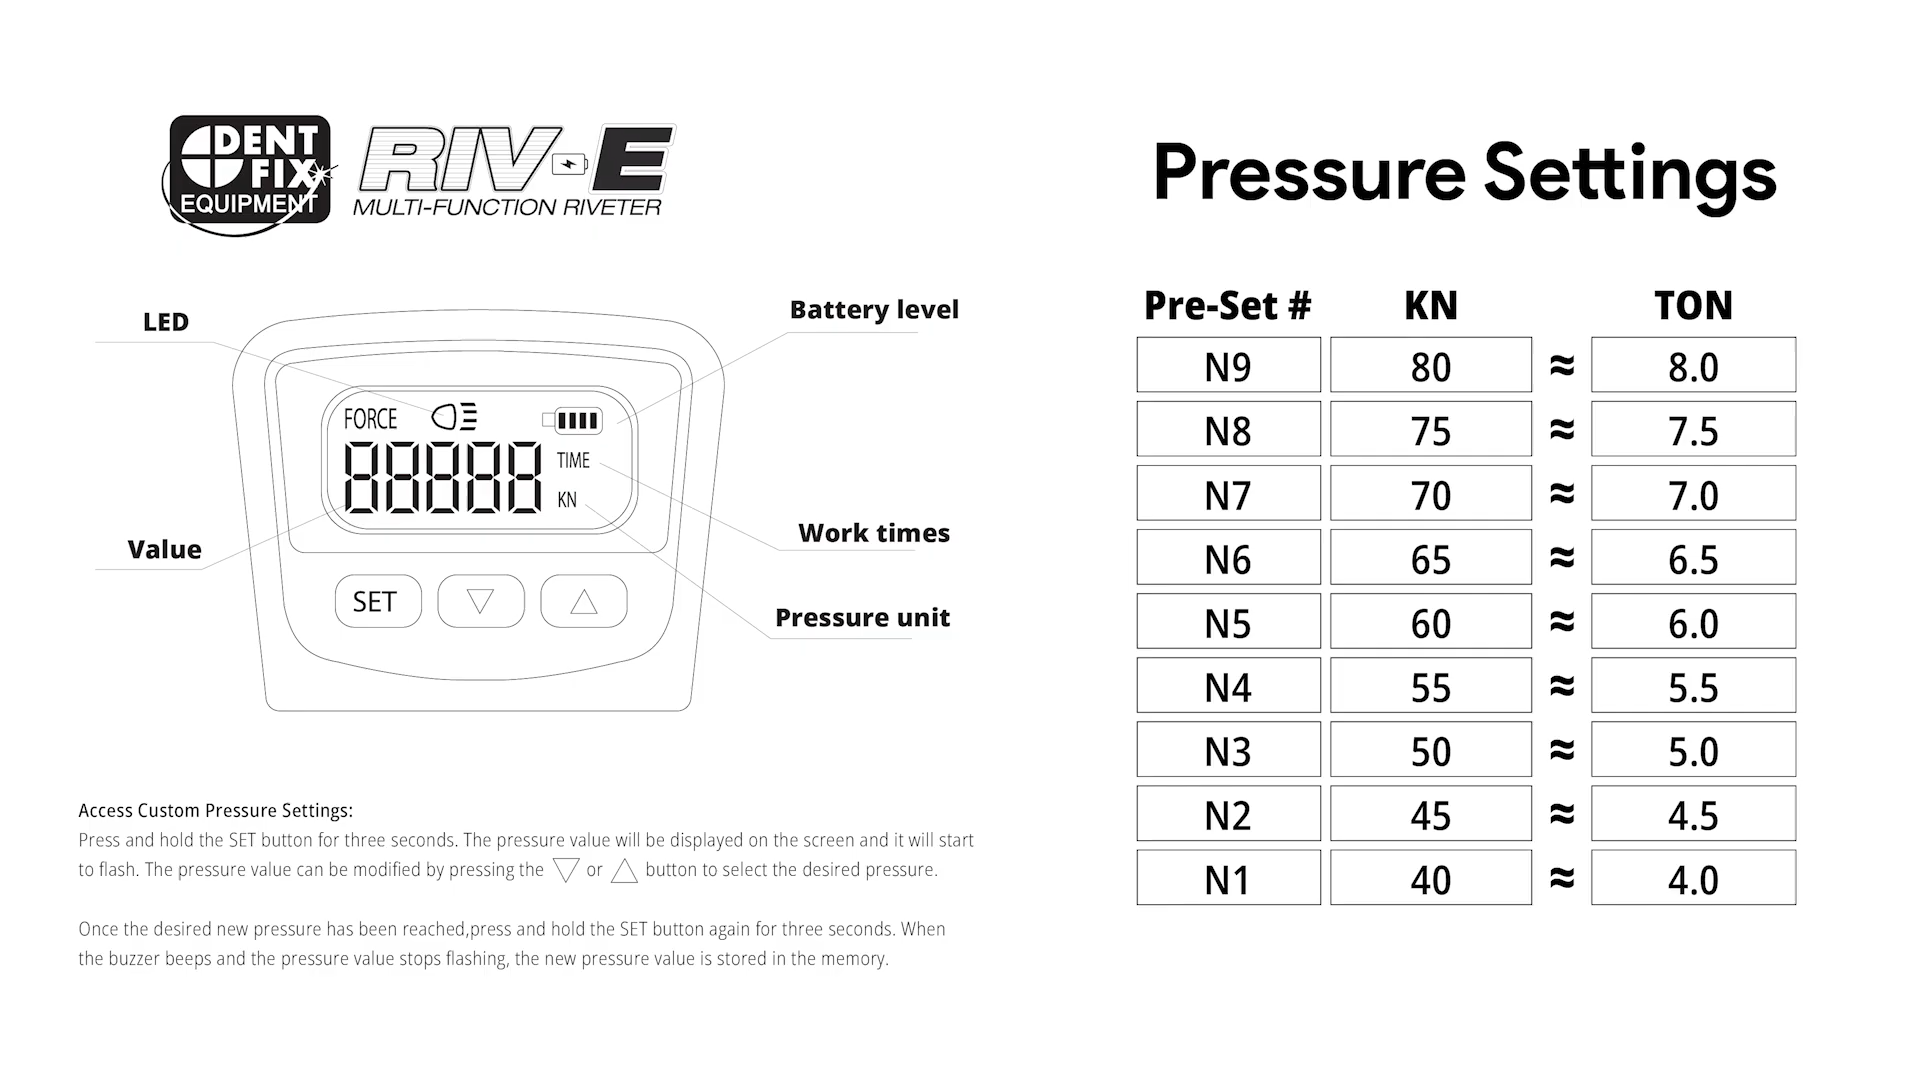 DENT
FIX
EQUIPMENT
RIV-E
MULTI-FUNCTION RIVETER
Pressure Settings
LED
Battery level
FORCE
88888
TIME
KN
Value
Work times
SET
Pressure unit
Access Custom Pressure Settings:
Press and hold the SET button for three seconds. The pressure value will be displayed on the screen and it will start
to flash. The pressure value can be modified by pressing the ▽ or △ button to select the desired pressure.
Once the desired new pressure has been reached,press and hold the SET button again for three seconds. When
the buzzer beeps and the pressure value stops flashing, the new pressure value is stored in the memory.
Pre-Set # KN TON
N9 80 ≈ 8.0
N8 75 ≈ 7.5
N7 70 ≈ 7.0
N6 65 ≈ 6.5
N5 60 ≈ 6.0
N4 55 ≈ 5.5
N3 50 ≈ 5.0
N2 45 ≈ 4.5
N1 40 ≈ 4.0